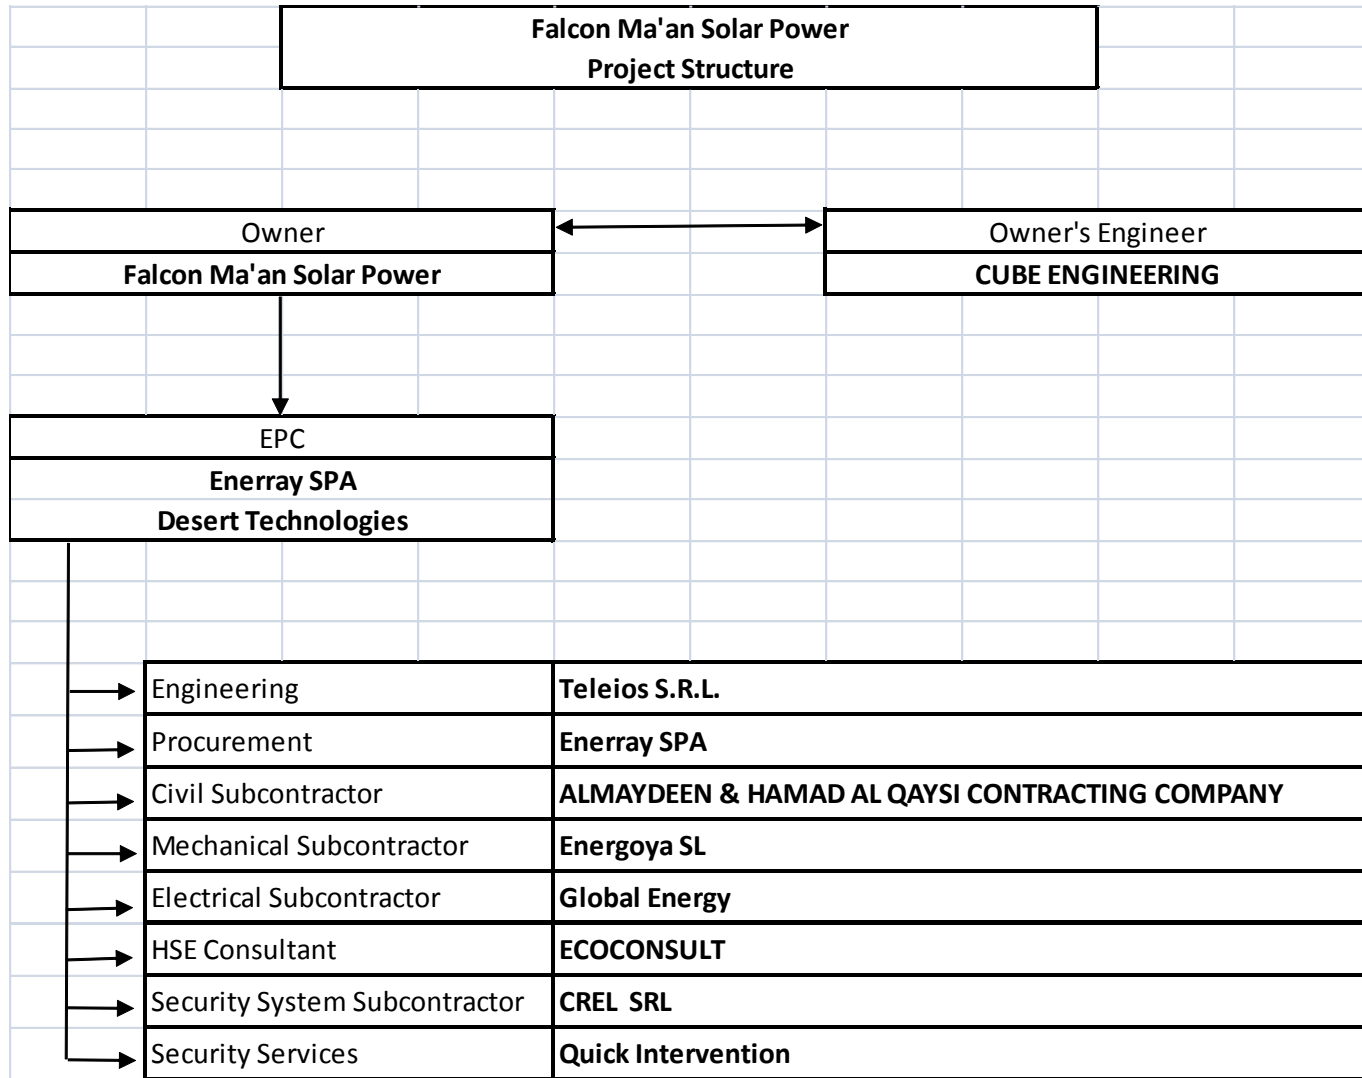 Falcon Ma'an Solar Power
Project Structure
Owner
Falcon Ma'an Solar Power
Owner's Engineer
CUBE ENGINEERING
EPC
Enerray SPA
Desert Technologies
Engineering Teleios S.R.L.
Procurement Enerray SPA
Civil Subcontractor ALMAYDEEN & HAMAD AL QAYSI CONTRACTING COMPANY
Mechanical Subcontractor Energoya SL
Electrical Subcontractor Global Energy
HSE Consultant ECOCONSULT
Security System Subcontractor CREL SRL
Security Services Quick Intervention